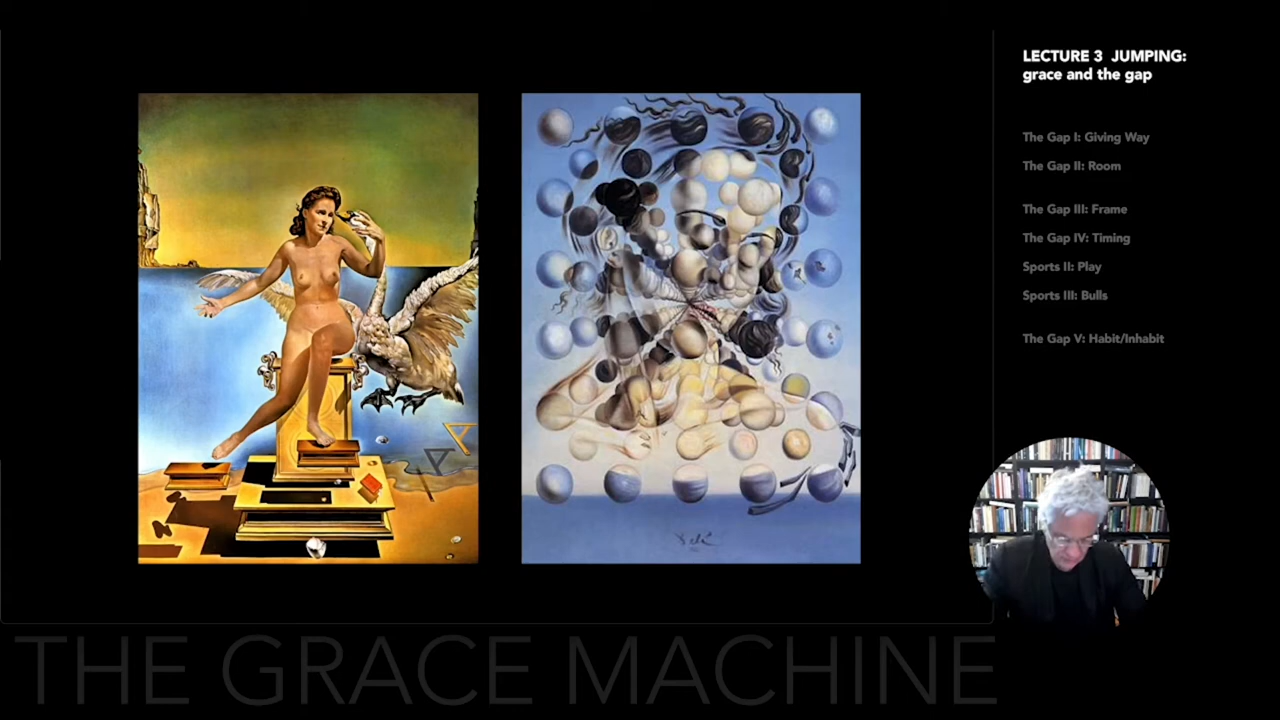 LECTURE 3 JUMPING:
grace and the gap
The Gap I: Giving Way
The Gap II: Room
The Gap III: Frame
The Gap IV: Timing
Sports II: Play
Sports III: Bulls
The Gap V: Habit/Inhabit
THE GRACE MACHINE